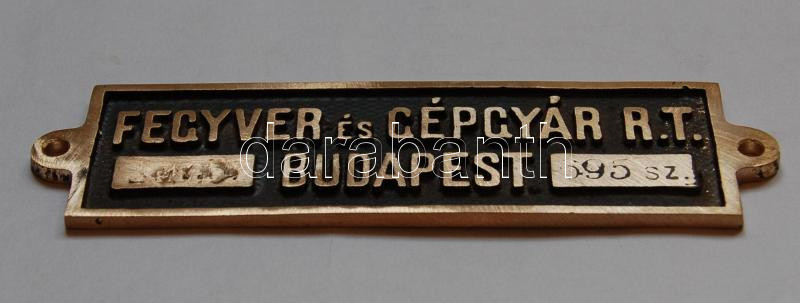 FEGYVER ÉS GÉPGYÁR R.T.
BUDAPEST. 595 SZ.
darabanth